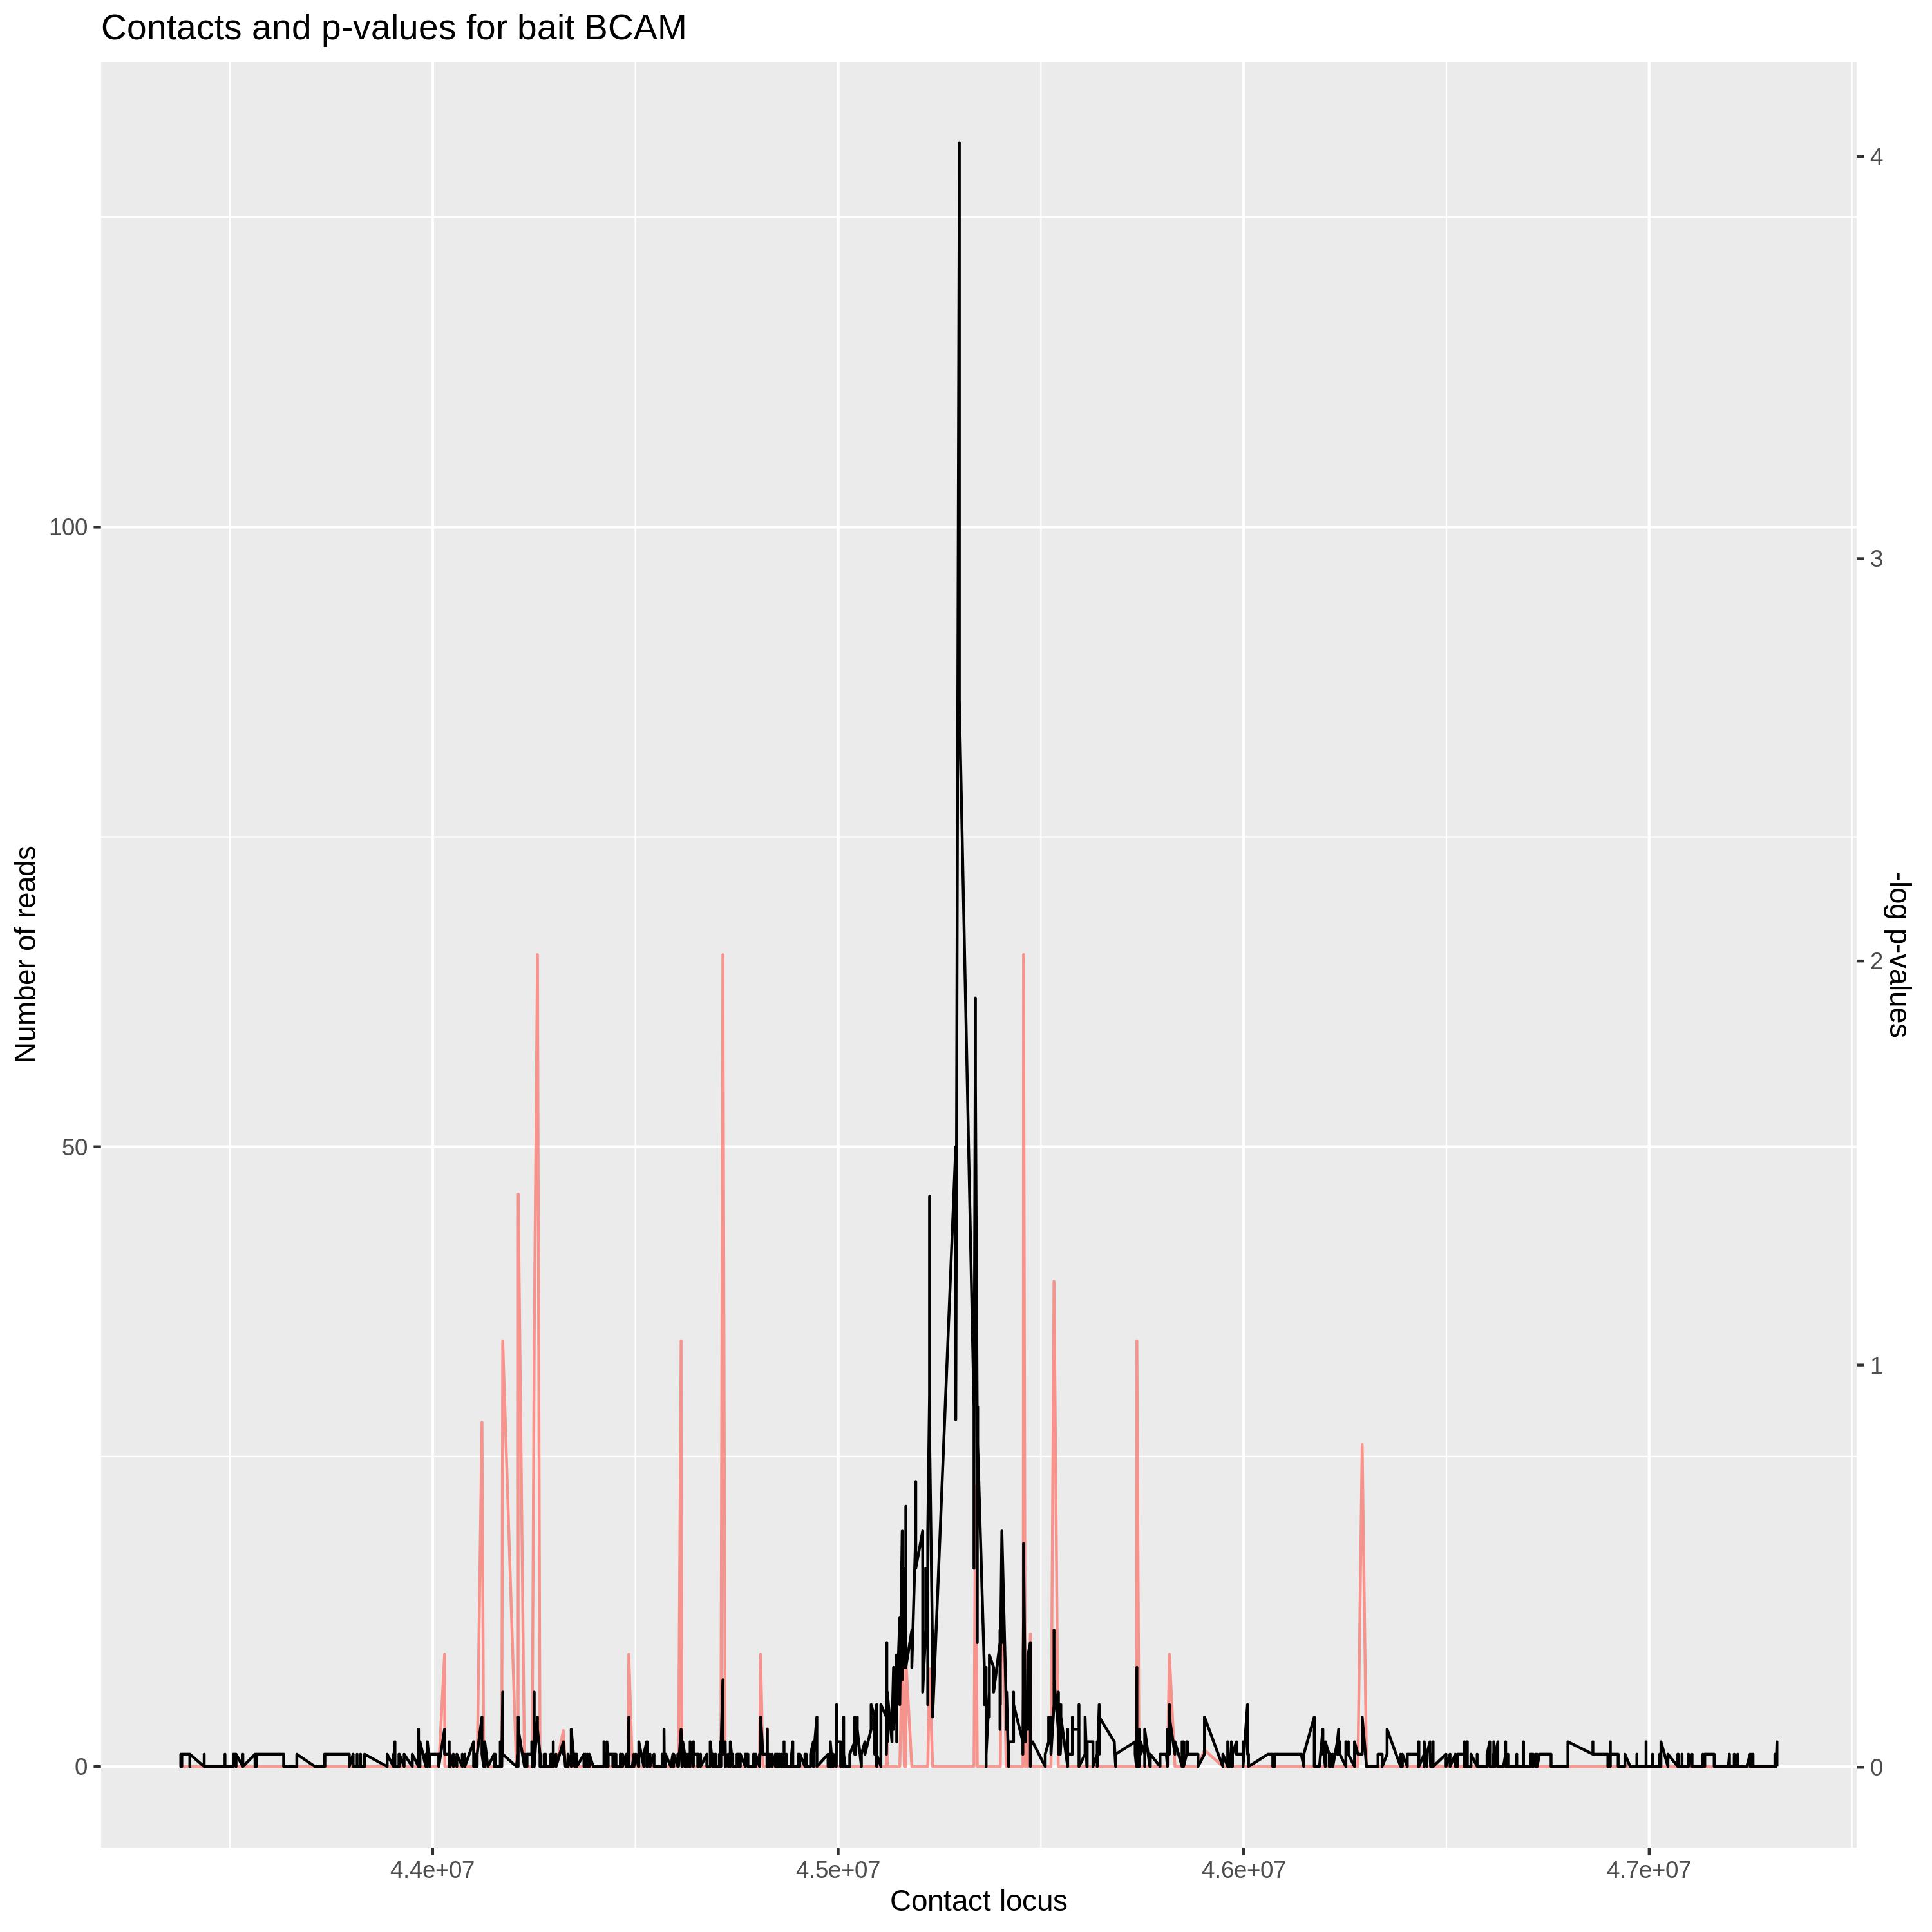 Contacts and p-values for bait BCAM
Number of reads
100
50
0
-log p-values
4
3
2
1
0
4.4e+07
4.5e+07
4.6e+07
4.7e+07
Contact locus